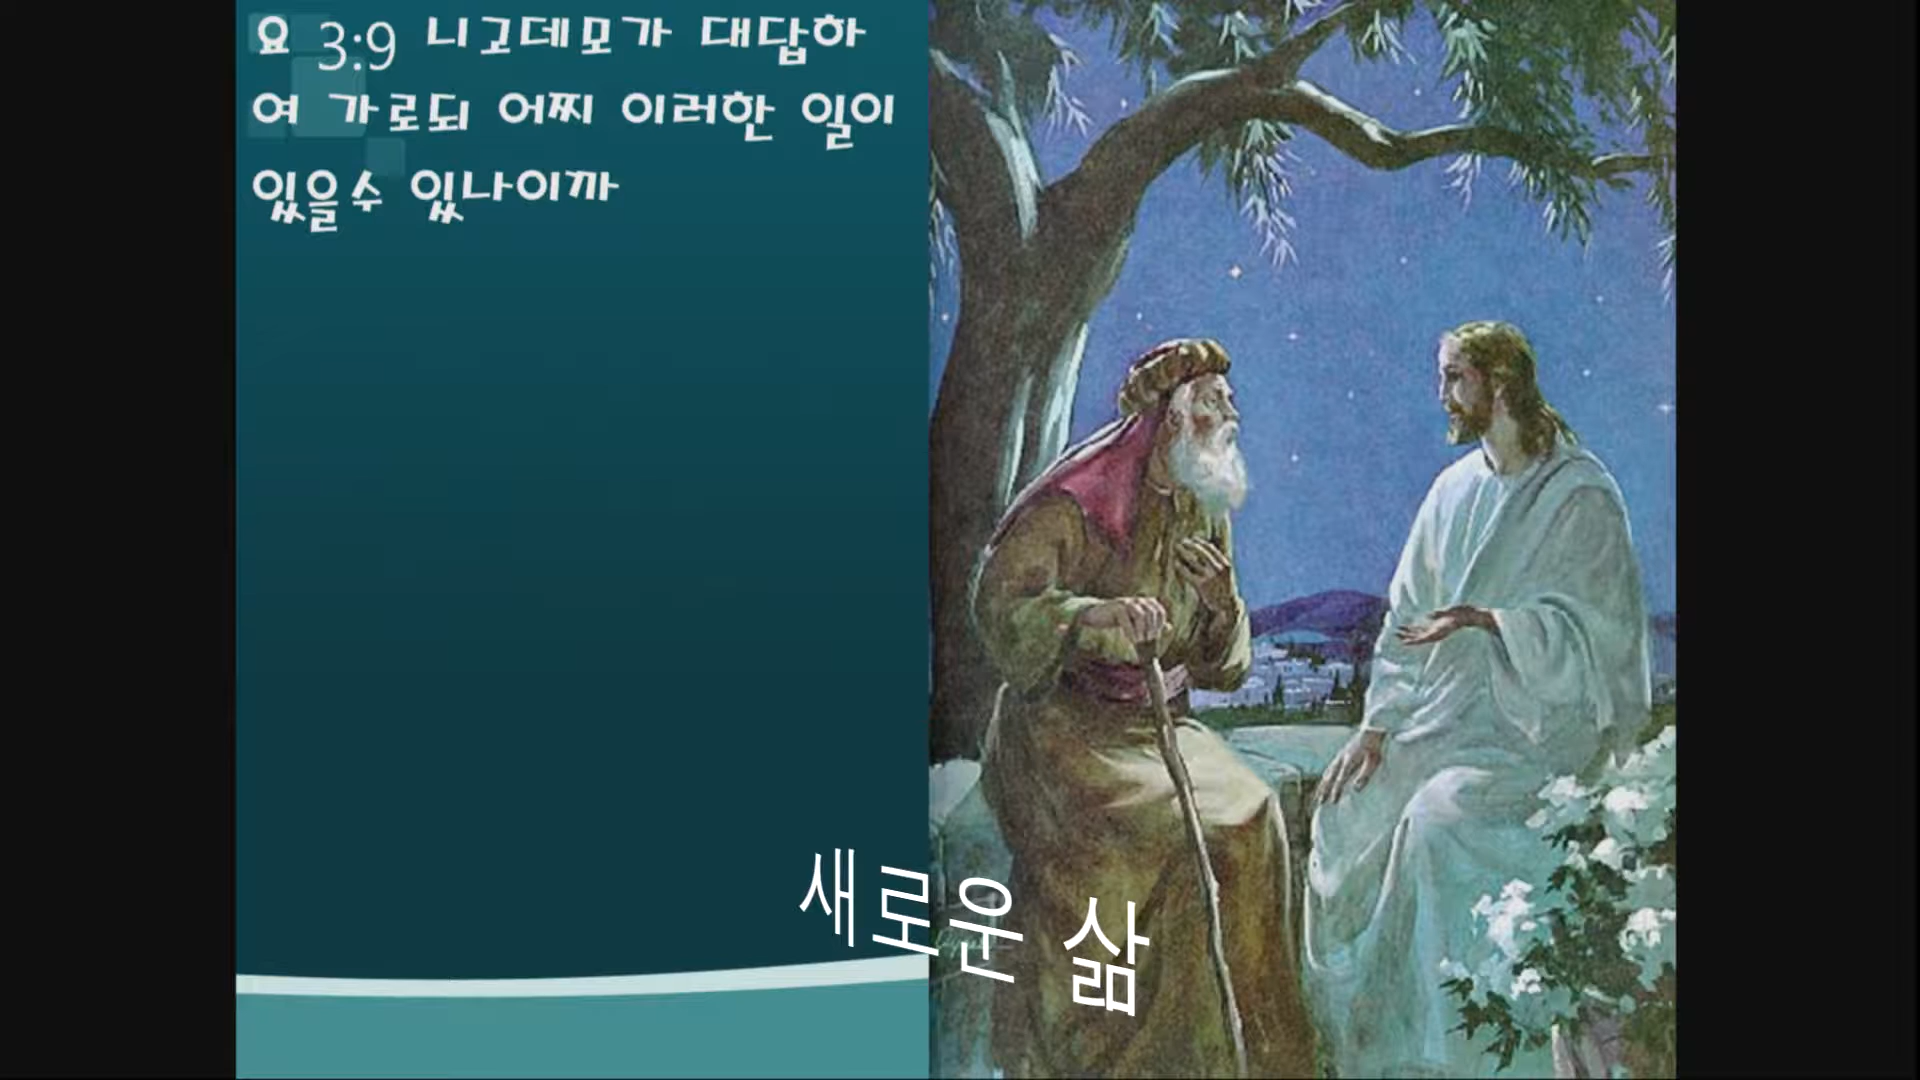 요 3:9 니고데모가 대답하
여 가로되 어찌 이러한 일이
있을수 있나이까
새로운 삶